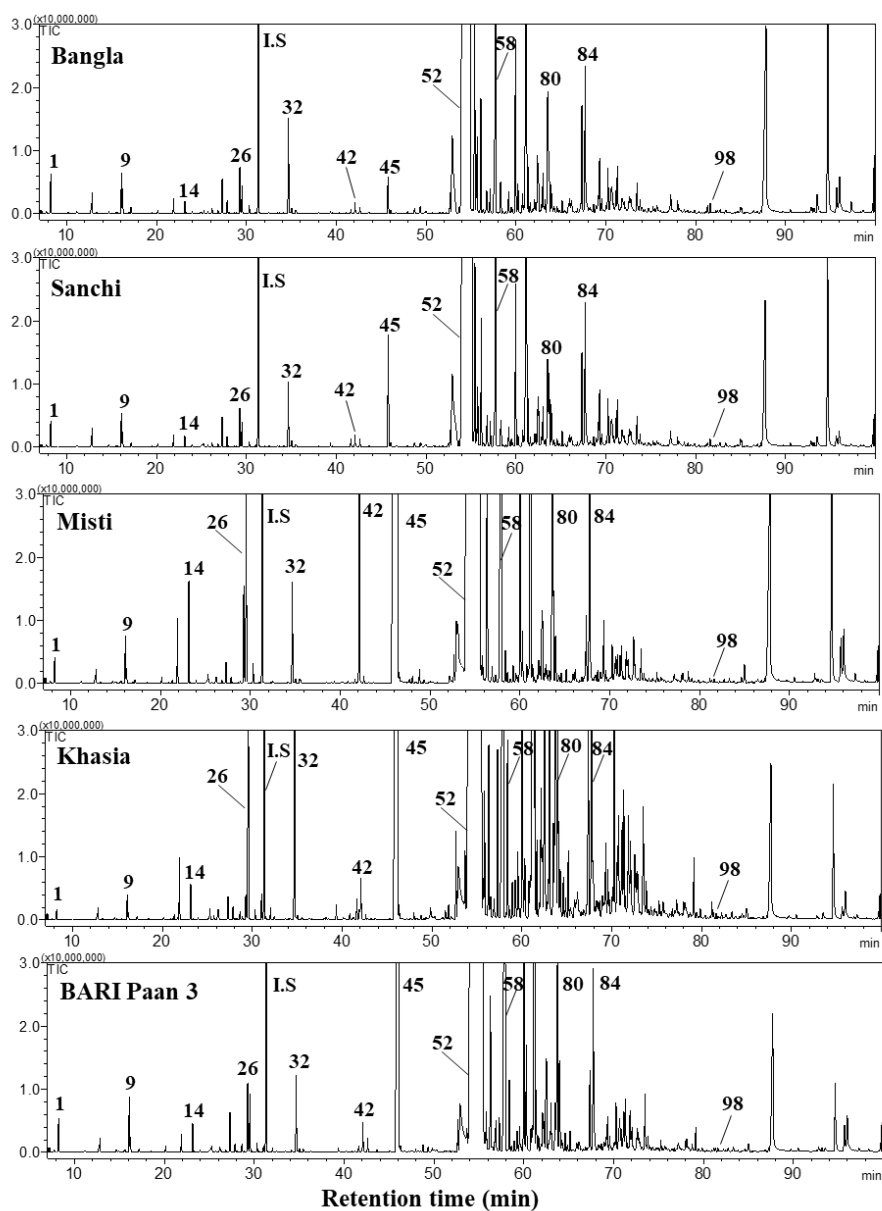 (x10,000,000)
3.0 TIC I.S 58
Bangla 84
52 80
2.0
32
1.0 26
1 9 42 45 98
14
0.0
10 20 30 40 50 60 70 80 90 min
(x10,000,000)
3.0 TIC I.S 58
Sanchi 84
52
2.0 45
80
32
1.0 26
1 9 42 98
14
0.0
10 20 30 40 50 60 70 80 90 min
(x10,000,000)
3.0 TIC
Misti 26 I.S 42 45 58 80 84
2.0 14
32 52
1.0 9
1 98
0.0
10 20 30 40 50 60 70 80 90 min
(x10,000,000)
3.0 TIC I.S
Khasia 32 45 58 80 84
26
2.0 52
1.0 14 42
1 9 98
0.0
10 20 30 40 50 60 70 80 90 min
(x10,000,000)
3.0 TIC
BARI Paan 3 I.S 45 58 80 84
2.0
52
32
1.0 9 26
1 14 42 98
0.0
10 20 30 40 50 60 70 80 90 min
Retention time (min)